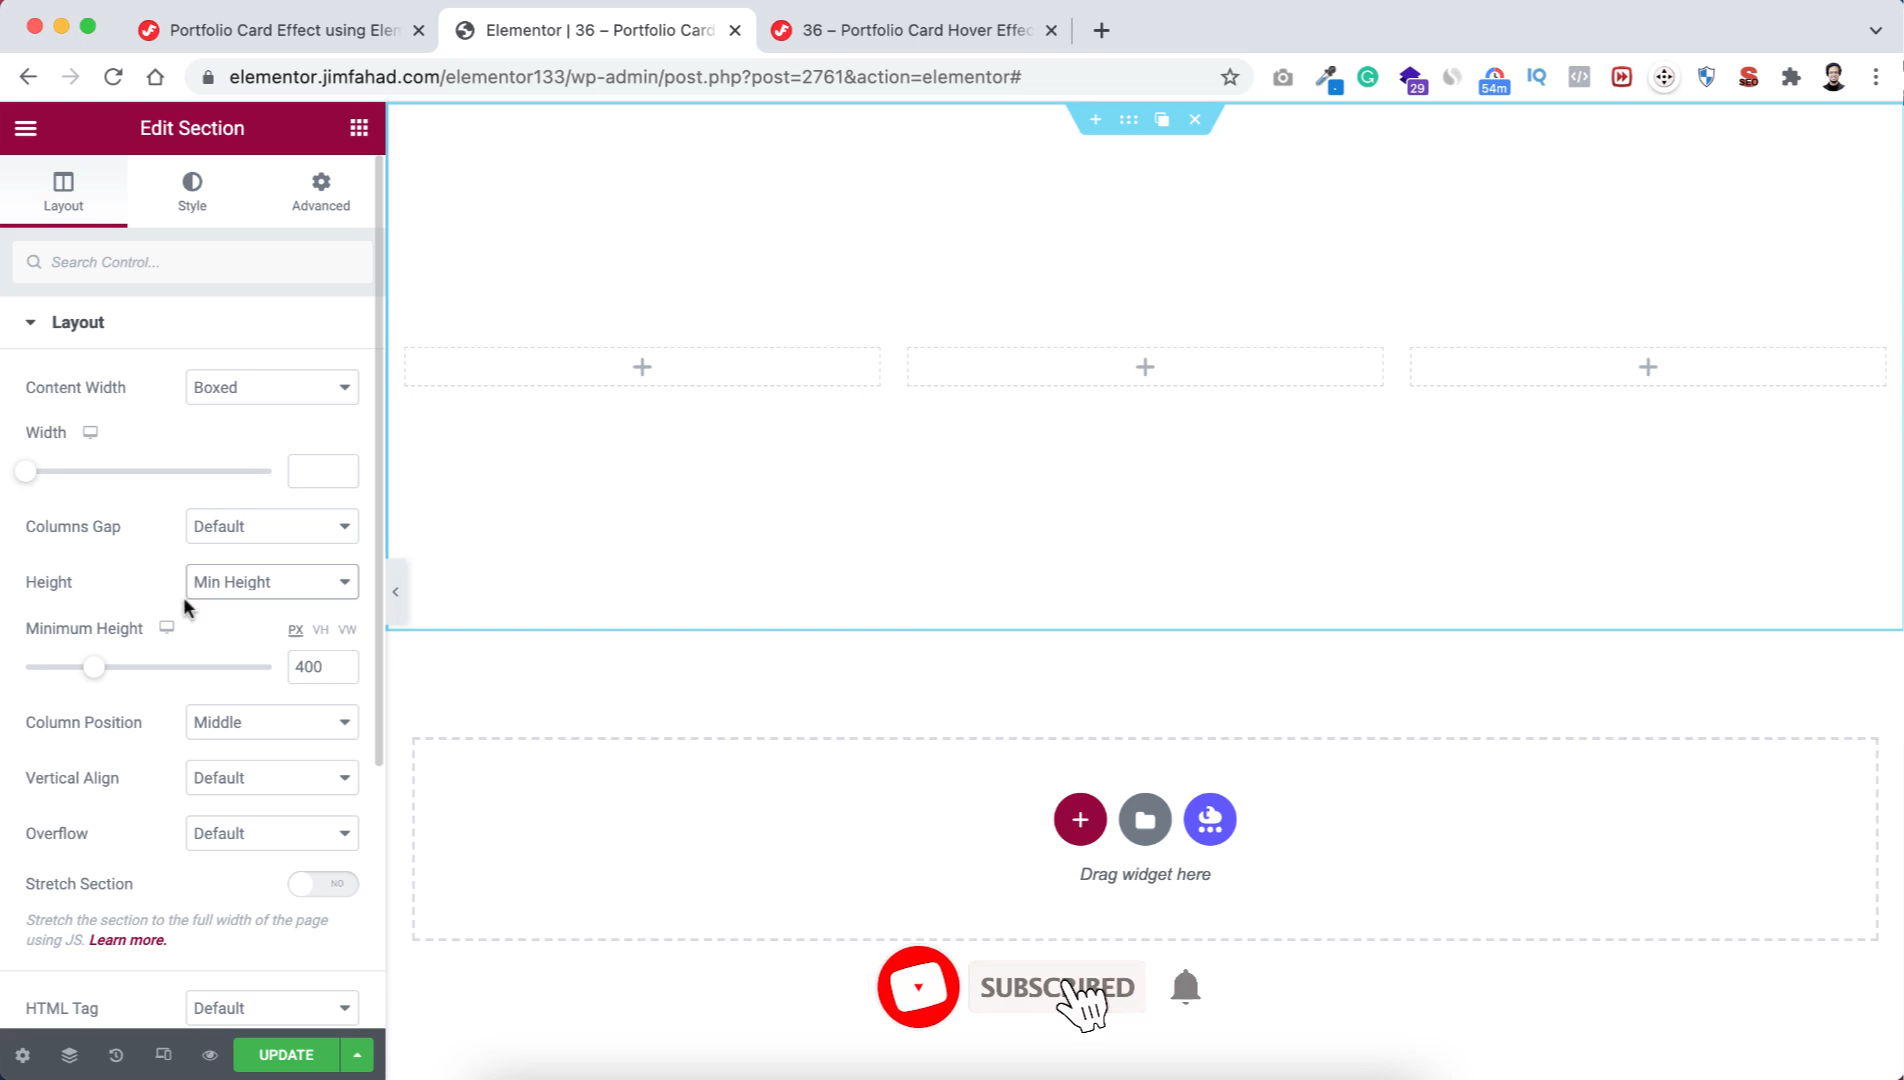 Portfolio Card Effect using Elen
Elementor | 36 – Portfolio Card
36 – Portfolio Card Hover Effec
elementor.jimfahad.com/elementor133/wp-admin/post.php?post=2761&action=elementor#
29
54m
IQ
SEO
Edit Section
Layout
Style
Advanced
Search Control...
Layout
Content Width
Boxed
Width
Columns Gap
Default
Height
Min Height
Minimum Height
PX VH VW
400
Column Position
Middle
Vertical Align
Default
Overflow
Default
Stretch Section
NO
Stretch the section to the full width of the page
using JS. Learn more.
HTML Tag
Default
UPDATE
Drag widget here
SUBSCRIBED